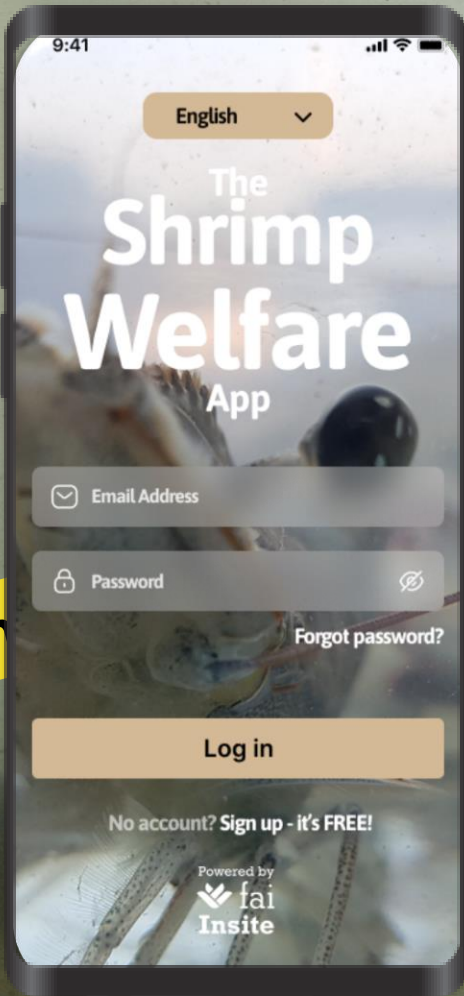 9:41
English
The
Shrimp
Welfare
App
Email Address
Password
Forgot password?
Log in
No account? Sign up - it's FREE!
Powered by
fai
Insite